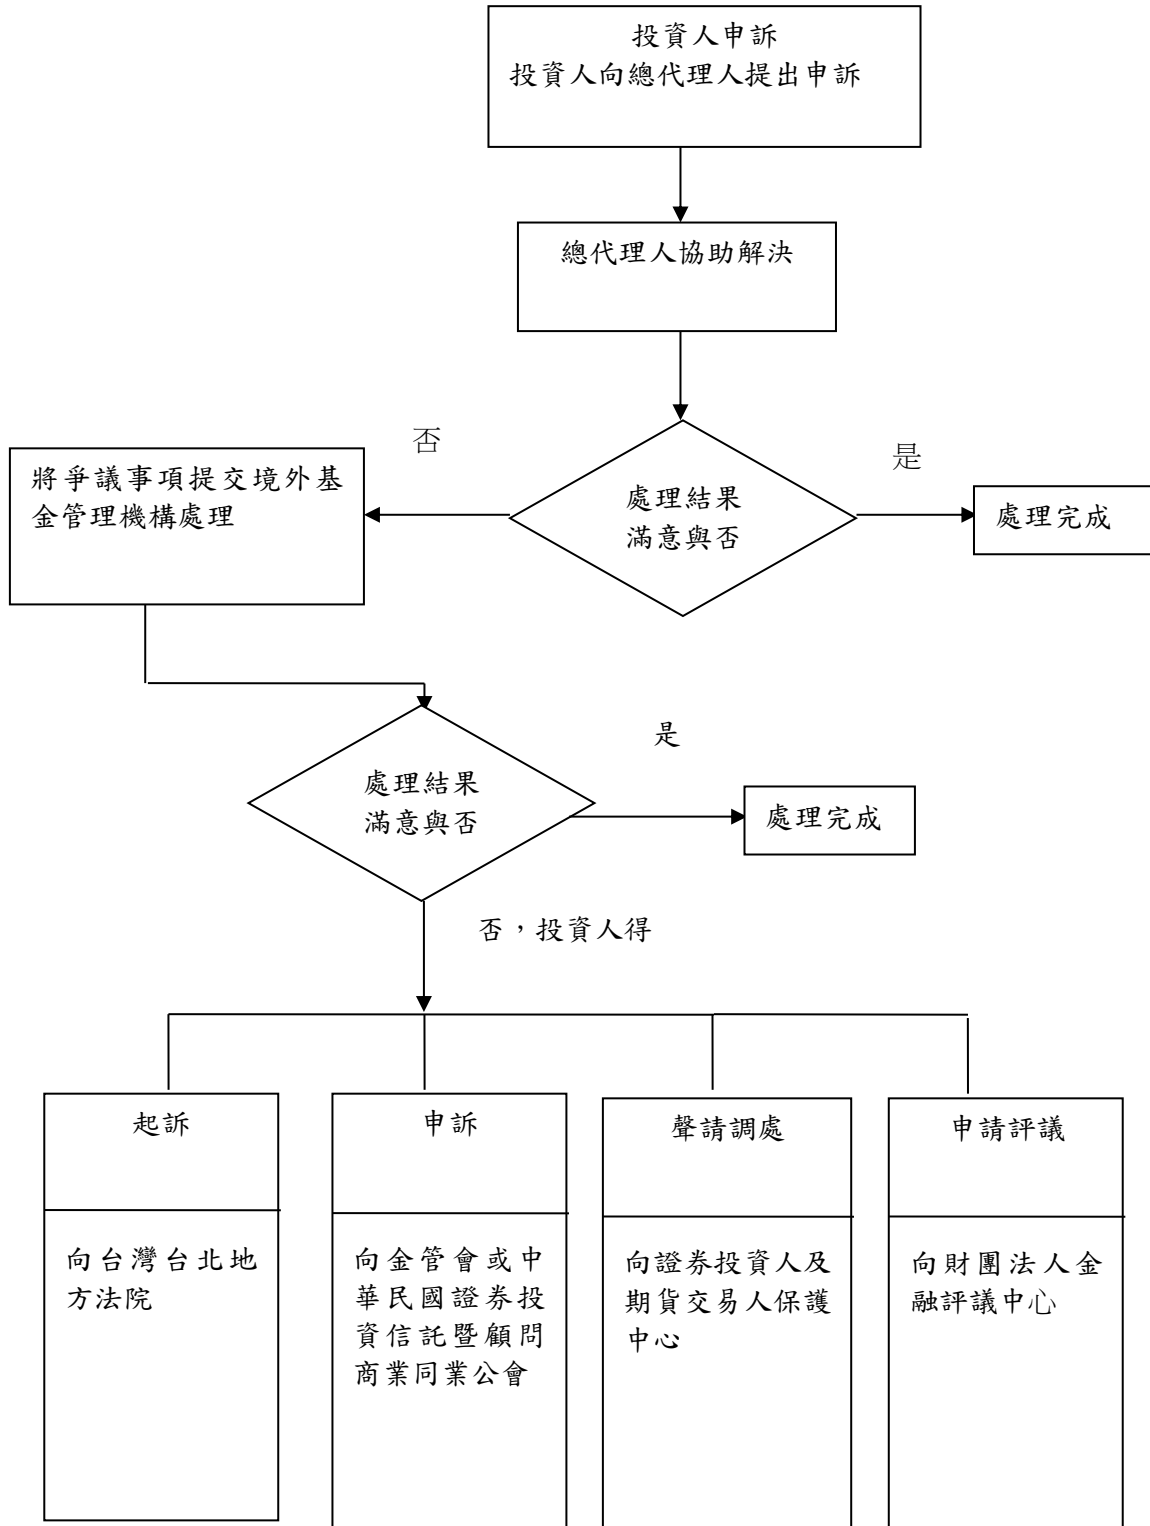 投資人申訴
投資人向總代理人提出申訴
總代理人協助解決
否
是
將爭議事項提交境外基
金管理機構處理
處理結果
滿意與否
處理完成
是
處理結果
滿意與否
處理完成
否，投資人得
起訴
向台灣台北地
方法院
申訴
向金管會或中
華民國證券投
資信託暨顧問
商業同業公會
聲請調處
向證券投資人及
期貨交易人保護
中心
申請評議
向財團法人金
融評議中心